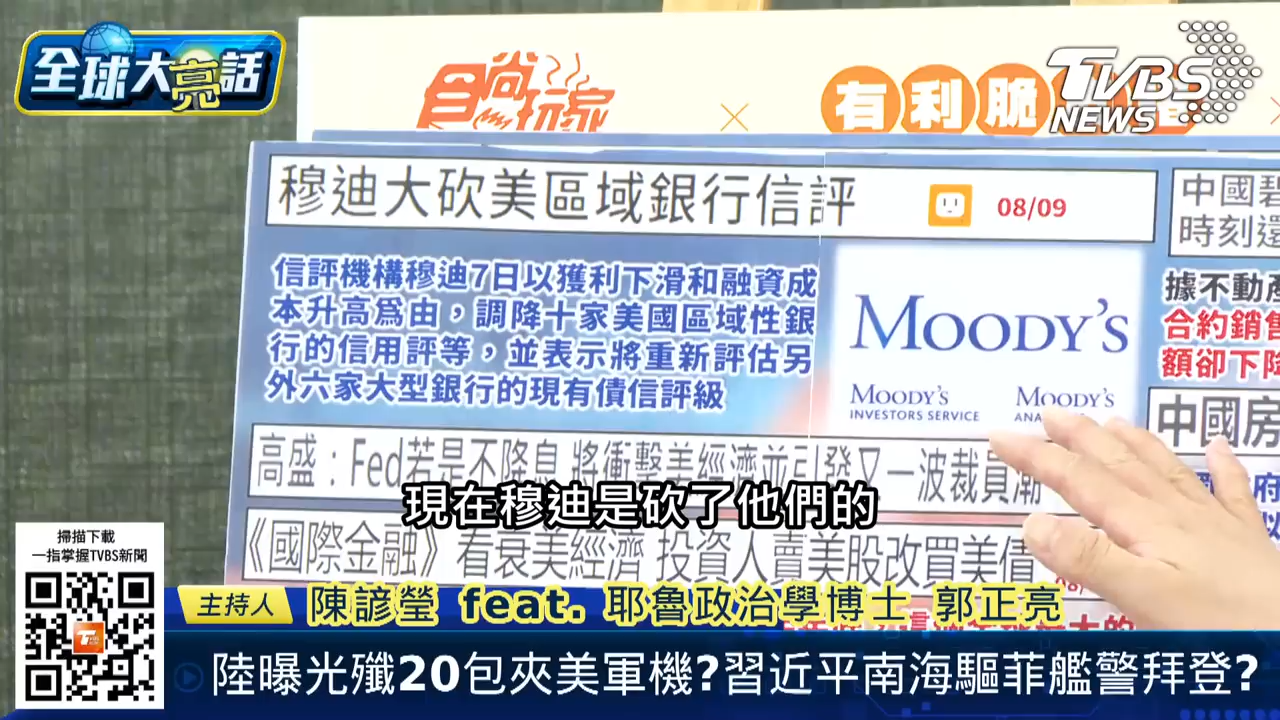 全球大亮話
食尚玩家
×
有利脆
TVBS
NEWS
穆迪大砍美區域銀行信評
08/09
信評機構穆迪7日以獲利下滑和融資成
本升高為由，調降十家美國區域性銀
行的信用評等，並表示將重新評估另
外六家大型銀行的現有債信評級
MOODY'S
MOODY'S
INVESTORS SERVICE
MOODY'S
ANA
中國碧
時刻還
據不動產
合約銷售
額卻下降
中國房
高盛：Fed若是不降息 將衝擊美經濟並引發又一波裁員潮
現在穆迪是砍了他們的
《國際金融》看衰美經濟 投資人賣美股改買美債
掃描下載
一指掌握TVBS新聞
主持人 陳諺瑩 feat. 耶魯政治學博士 郭正亮
陸曝光殲20包夾美軍機?習近平南海驅菲艦警拜登?